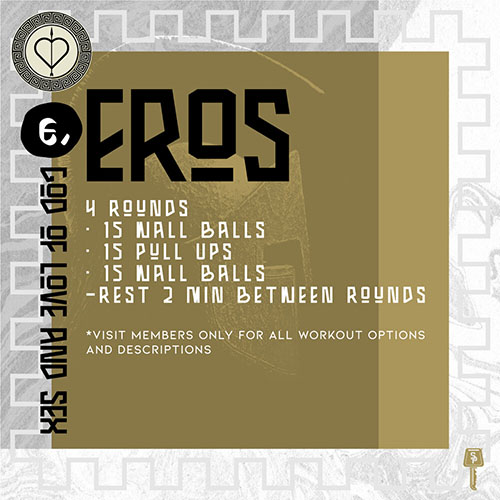 6,
EROS
GOD OF LOVE AND SEX
4 ROUNDS
· 15 WALL BALLS
· 15 PULL UPS
· 15 WALL BALLS
-REST 2 MIN BETWEEN ROUNDS
*VISIT MEMBERS ONLY FOR ALL WORKOUT OPTIONS
AND DESCRIPTIONS